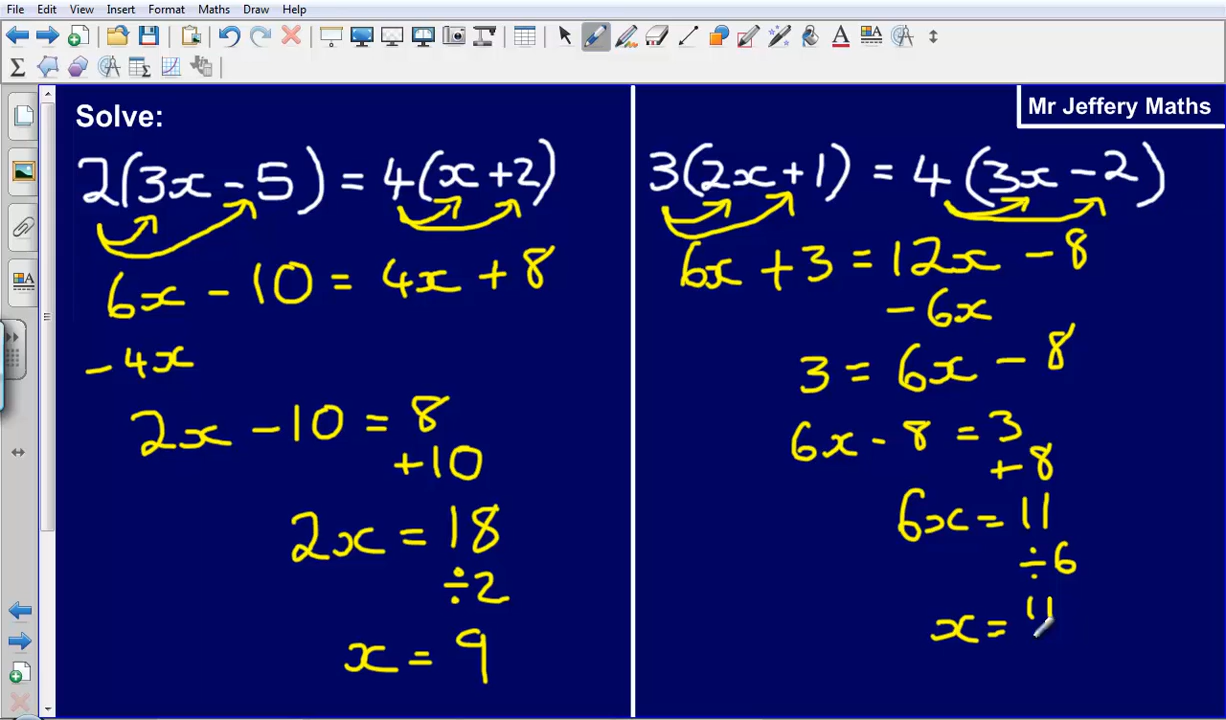 File Edit View Insert Format Maths Draw Help
Solve:
2(3x - 5) = 4(x + 2)
6x - 10 = 4x + 8
- 4x
2x - 10 = 8
+10
2x = 18
÷2
x = 9
Mr Jeffery Maths
3(2x + 1) = 4(3x - 2)
6x + 3 = 12x - 8
- 6x
3 = 6x - 8
6x - 8 = 3
+ 8
6x = 11
÷6
x = 11